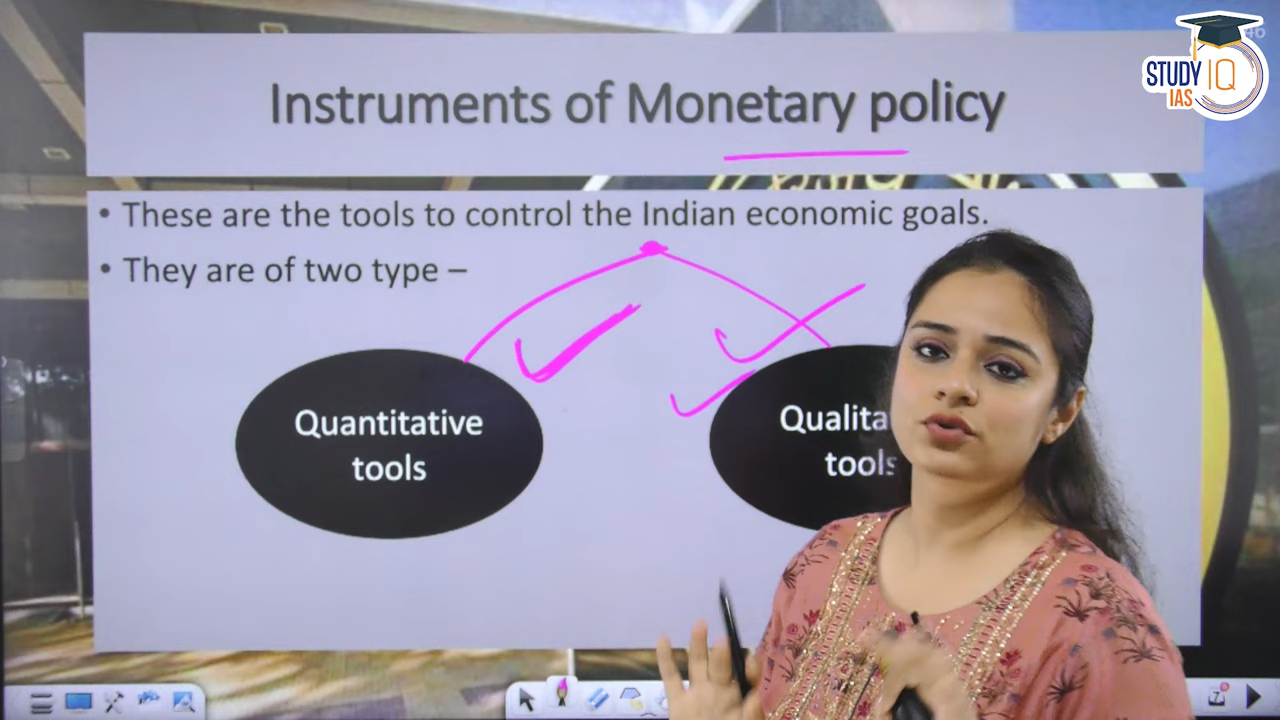 STUDY IQ
IAS
Instruments of Monetary policy
• These are the tools to control the Indian economic goals.
• They are of two type –
Quantitative
tools
Qualita
tools